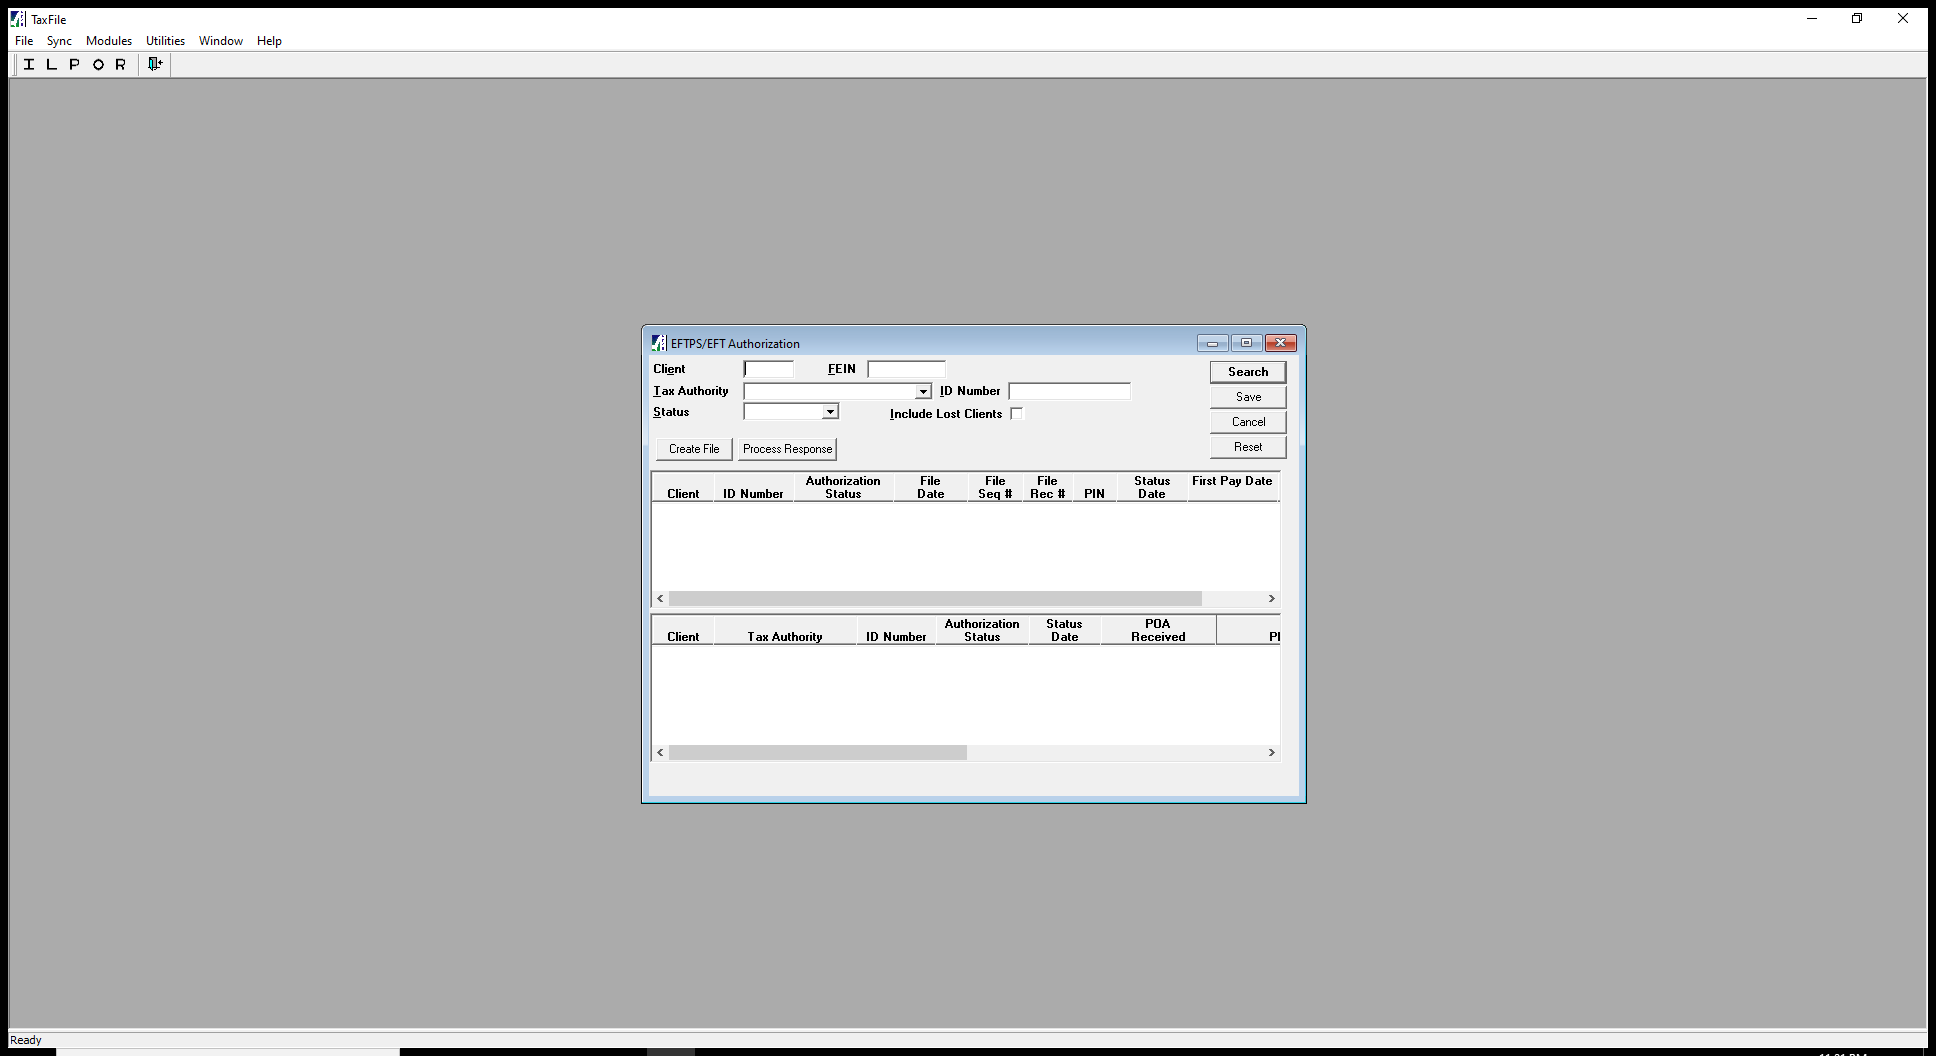 TaxFile
File Sync Modules Utilities Window Help
I L P O R
EFTPS/EFT Authorization
Client FEIN
Search
Tax Authority ID Number
Save
Status Include Lost Clients
Cancel
Create File Process Response
Reset
Client ID Number Authorization Status File Date File Seq # File Rec # PIN Status Date First Pay Date
Client Tax Authority ID Number Authorization Status Status Date POA Received PI
Ready